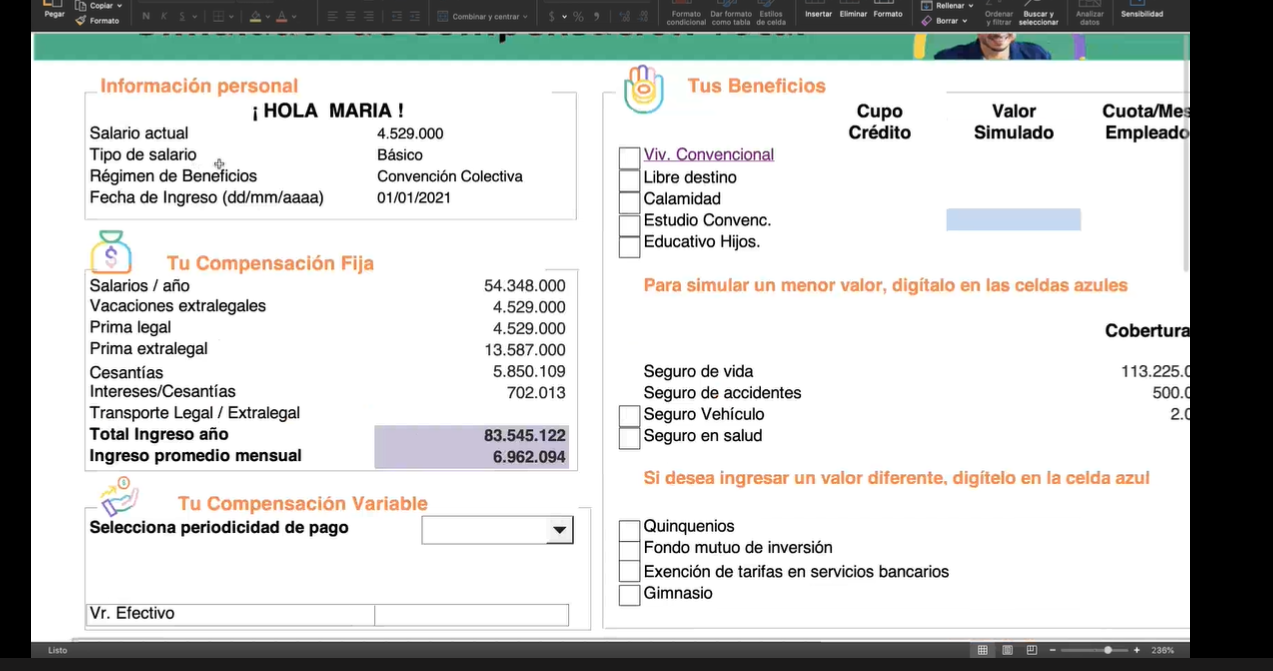 Pegar
Copiar
Formato
N K S
Combinar y centrar
$ % 9
Formato condicional
Dar formato como tabla
Estilos de celda
Insertar
Eliminar
Formato
Rellenar
Borrar
Ordenar y filtrar
Buscar y seleccionar
Analizar datos
Sensibilidad
Simulador de Compensación Total
Información personal
¡ HOLA MARIA !
Salario actual 4.529.000
Tipo de salario Básico
Régimen de Beneficios Convención Colectiva
Fecha de Ingreso (dd/mm/aaaa) 01/01/2021
$ Tu Compensación Fija
Salarios / año 54.348.000
Vacaciones extralegales 4.529.000
Prima legal 4.529.000
Prima extralegal 13.587.000
Cesantías 5.850.109
Intereses/Cesantías 702.013
Transporte Legal / Extralegal
Total Ingreso año 83.545.122
Ingreso promedio mensual 6.962.094
Tu Compensación Variable
Selecciona periodicidad de pago
Vr. Efectivo
Tus Beneficios
Cupo Crédito
Valor Simulado
Cuota/Mes Empleado
Viv. Convencional
Libre destino
Calamidad
Estudio Convenc.
Educativo Hijos.
Para simular un menor valor, digítalo en las celdas azules
Cobertura
Seguro de vida 113.225.0
Seguro de accidentes 500.0
Seguro Vehículo 2.0
Seguro en salud
Si desea ingresar un valor diferente, digítelo en la celda azul
Quinquenios
Fondo mutuo de inversión
Exención de tarifas en servicios bancarios
Gimnasio
Listo
236%